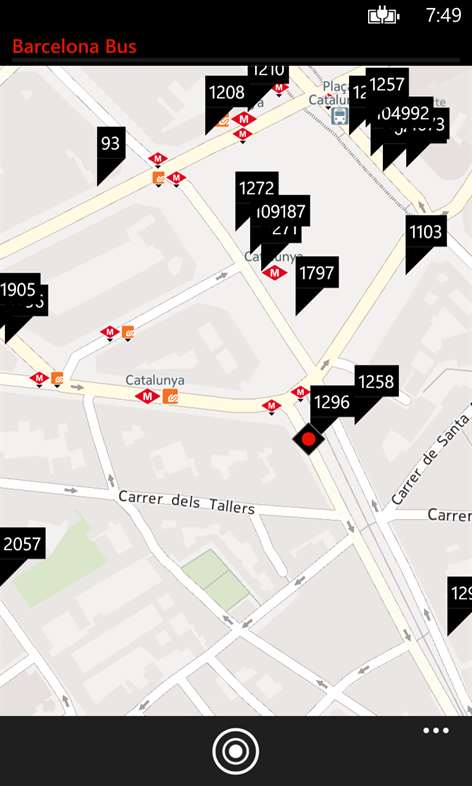 7:49
Barcelona Bus
1210
1208
1257
104992
93
1272
109187
271
Catalunya
1103
1797
1905
Catalunya
1258
1296
Carrer de Santa
Carrer dels Tallers
Carrer
2057